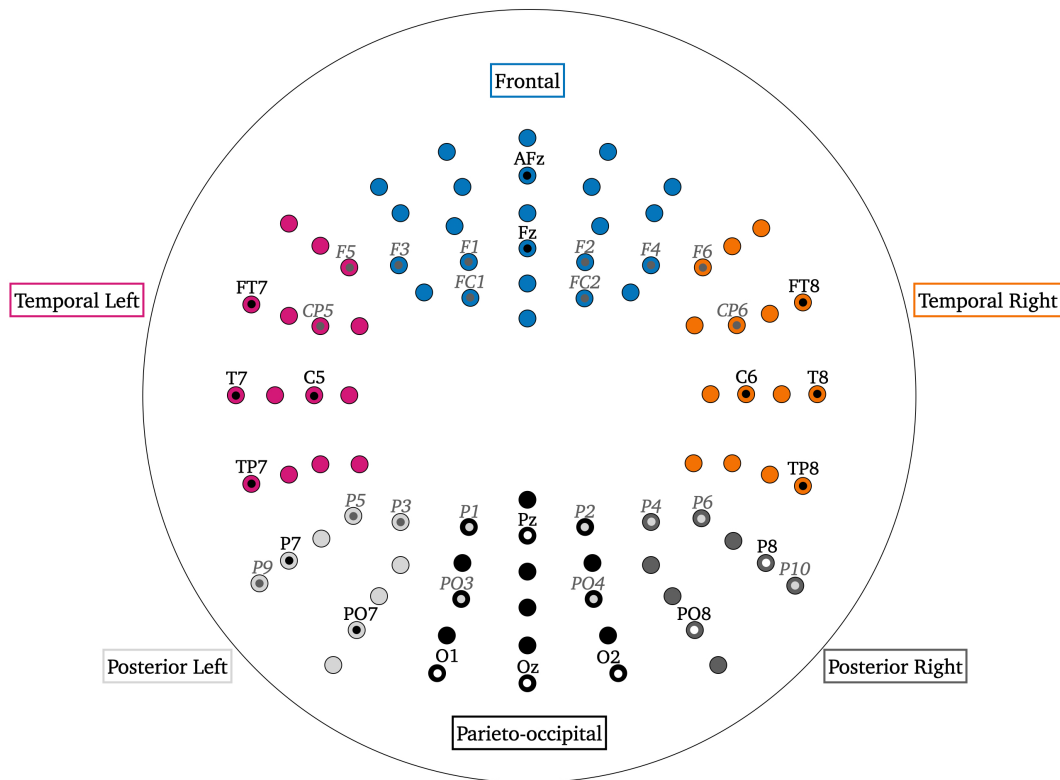 Frontal
AFz
Fz
F5
F3
F1
F2
F4
F6
FC1
FC2
Temporal Left
FT7
CP5
CP6
FT8
Temporal Right
T7
C5
C6
T8
TP7
TP8
P5
P3
P1
Pz
P2
P4
P6
P9
P7
P8
P10
PO3
PO4
PO7
PO8
Posterior Left
O1
Oz
O2
Posterior Right
Parieto-occipital